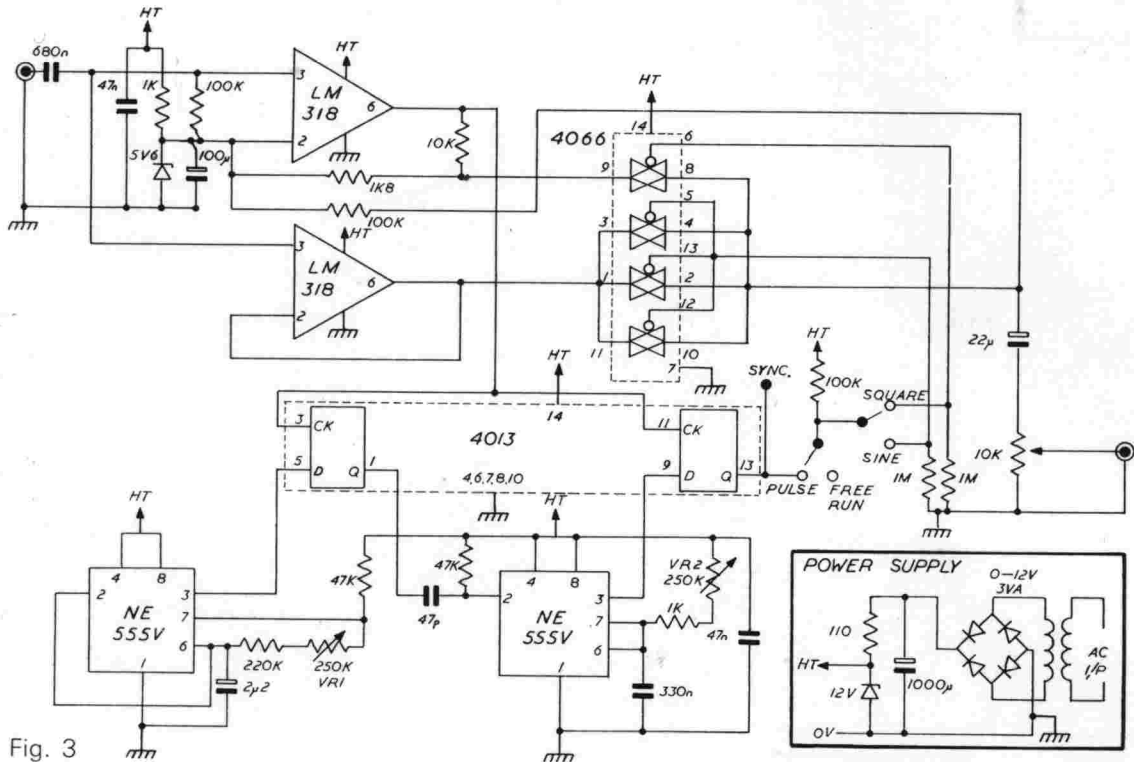 HT
HT
680n
47n
1K
100K
3
LM
318
6
2
5V6
100µ
10K
1K8
100K
HT
3
LM
318
6
2
HT
4066
14
6
9
8
5
3
4
13
1
2
12
11
10
7
HT
SYNC.
HT
100K
SQUARE
SINE
PULSE
FREE
RUN
1M
1M
22µ
10K
14
3
CK
4013
11
CK
5
D
Q
1
4,6,7,8,10
9
D
Q
13
HT
HT
4
8
2
NE
555V
3
7
6
1
47K
220K
250K
VR1
2µ2
47p
47K
4
8
2
NE
555V
3
7
6
1
VR2
250K
1K
47n
330n
POWER SUPPLY
0-12V
3VA
110
HT
12V
1000µ
AC
I/P
0V
Fig. 3